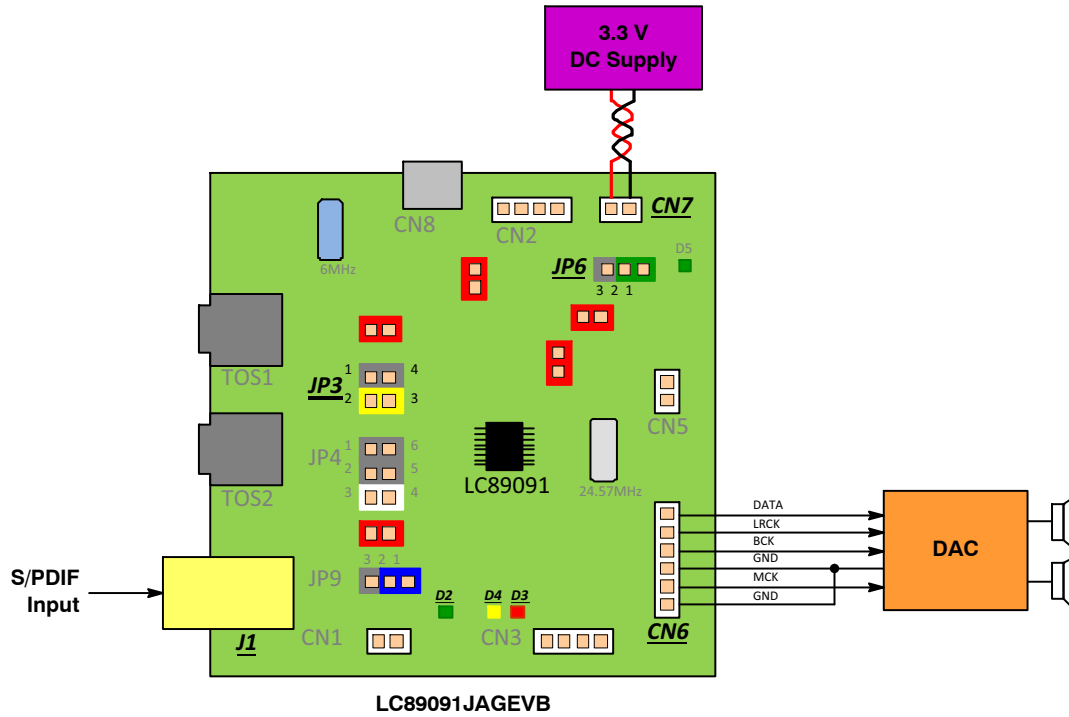 3.3 V
DC Supply
CN8
CN2
CN7
6MHz
JP6
D5
3 2 1
TOS1
JP3
1 4
2 3
CN5
JP4
1 6
2 5
3 4
LC89091
24.57MHz
TOS2
DATA
LRCK
BCK
GND
MCK
GND
DAC
S/PDIF
Input
JP9
3 2 1
D2
D4
D3
J1
CN1
CN3
CN6
LC89091JAGEVB